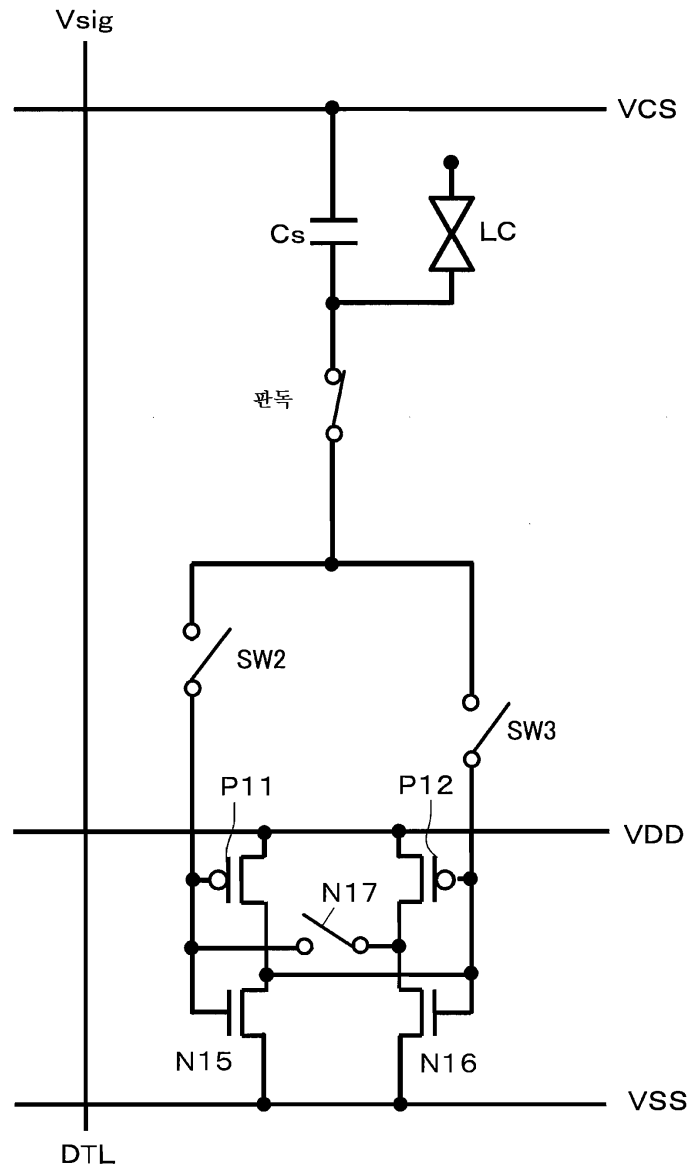 Vsig
VCS
Cs
LC
판독
SW2
SW3
P11
P12
VDD
N17
N15
N16
VSS
DTL